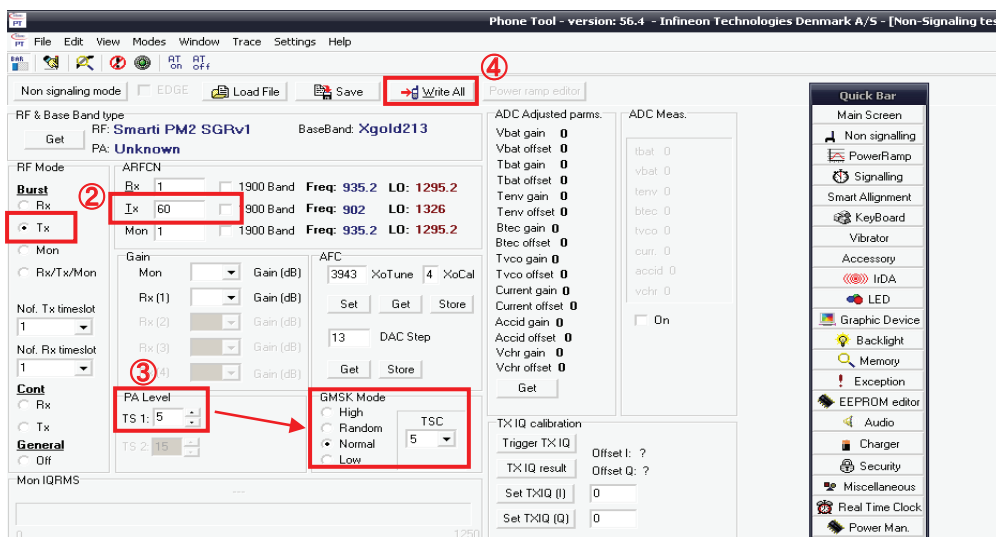 Phone Tool - version: 56.4 - Infineon Technologies Denmark A/S - [Non-Signaling tes
PT File Edit View Modes Window Trace Settings Help
BAR AT on AT off
④
Non signaling mode EDGE Load File Save Write All Power ramp editor
RF & Base Band type
Get RF: Smarti PM2 SGRv1 BaseBand: Xgold213
PA: Unknown
RF Mode
Burst
Rx
Tx
Mon
Rx/Tx/Mon
Nof. Tx timeslot
1
Nof. Rx timeslot
1
Cont
Rx
Tx
General
Off
②
ARFCN
Rx 1 1900 Band Freq: 935.2 LO: 1295.2
Tx 60 1900 Band Freq: 902 LO: 1326
Mon 1 1900 Band Freq: 935.2 LO: 1295.2
Gain
Mon Gain (dB)
Rx (1) Gain (dB)
Rx (2) Gain (dB)
Rx (3) Gain (dB)
4) Gain (dB)
AFC
3943 XoTune 4 XoCal
Set Get Store
13 DAC Step
Get Store
③
PA Level
TS 1: 5
TS 2: 15
GMSK Mode
High
Random
Normal
Low
TSC
5
Mon IQRMS
---
0 1250
ADC Adjusted parms.
Vbat gain 0
Vbat offset 0
Tbat gain 0
Tbat offset 0
Tenv gain 0
Tenv offset 0
Btec gain 0
Btec offset 0
Tvco gain 0
Tvco offset 0
Current gain 0
Current offset 0
Accid gain 0
Accid offset 0
Vchr gain 0
Vchr offset 0
Get
ADC Meas.
tbat 0
vbat 0
tenv 0
btec 0
tvco 0
curr. 0
accid 0
vchr 0
On
TX IQ calibration
Trigger TX IQ
Offset I: ?
TX IQ result Offset Q: ?
Set TXIQ (I) 0
Set TXIQ (Q) 0
Quick Bar
Main Screen
Non signalling
PowerRamp
Signalling
Smart Allignment
KeyBoard
Vibrator
Accessory
IrDA
LED
Graphic Device
Backlight
Memory
Exception
EEPROM editor
Audio
Charger
Security
Miscellaneous
Real Time Clock
Power Man.